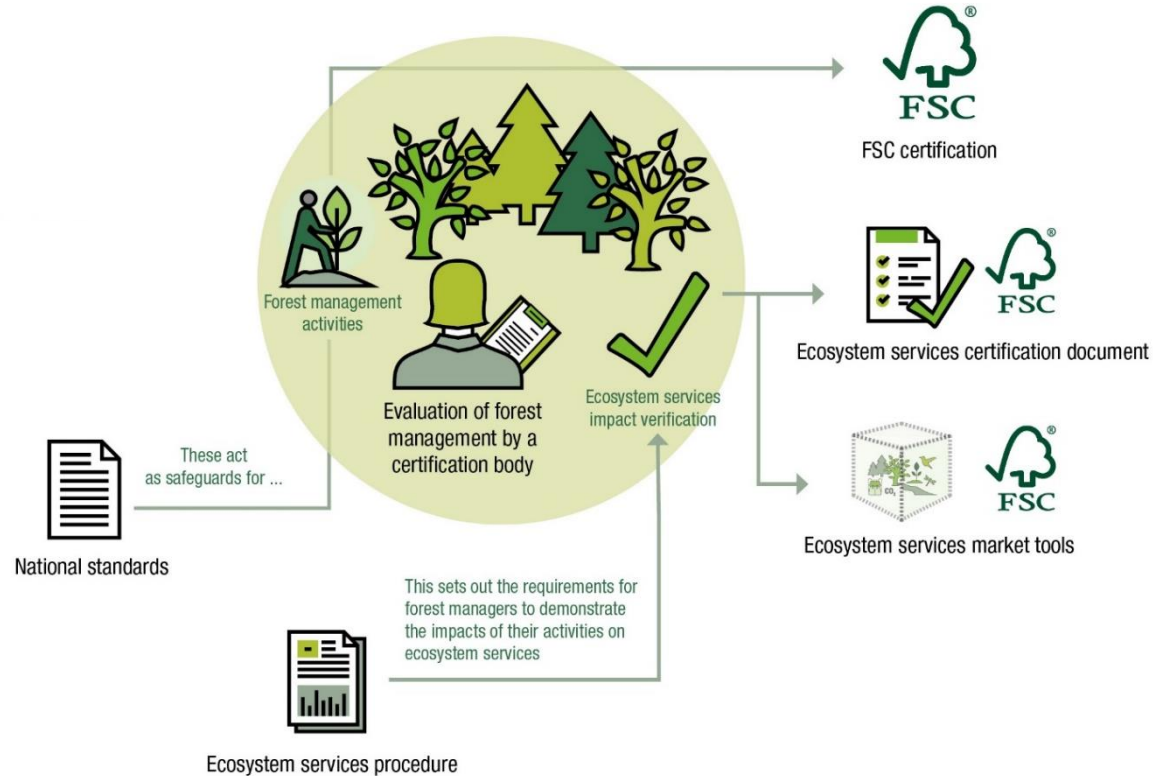 ®
FSC
FSC certification
Forest management
activities
Evaluation of forest
management by a
certification body
Ecosystem services
impact verification
®
FSC
Ecosystem services certification document
These act
as safeguards for ...
National standards
CO₂
®
FSC
Ecosystem services market tools
This sets out the requirements for
forest managers to demonstrate
the impacts of their activities on
ecosystem services
Ecosystem services procedure